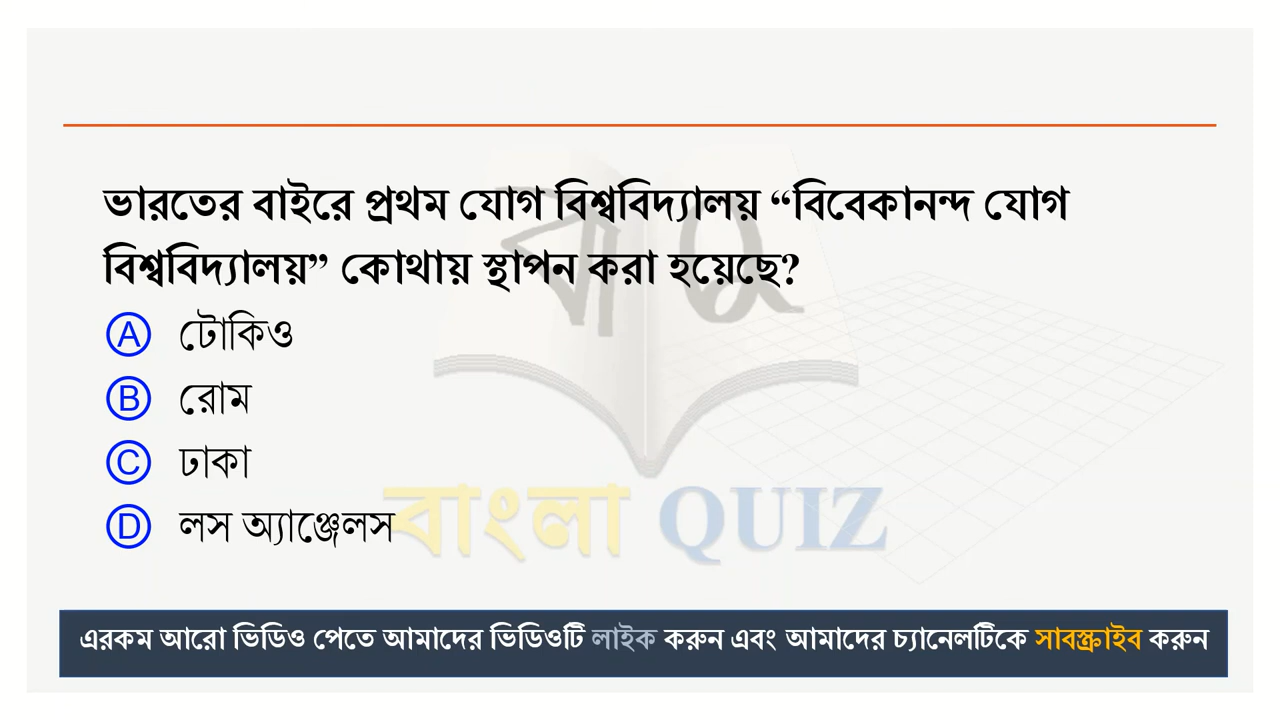 ভারতের বাইরে প্রথম যোগ বিশ্ববিদ্যালয় “বিবেকানন্দ যোগ
বিশ্ববিদ্যালয়” কোথায় স্থাপন করা হয়েছে?
Ⓐ টোকিও
Ⓑ রোম
Ⓒ ঢাকা
Ⓓ লস অ্যাঞ্জেলস
বা কু
বাংলা QUIZ
এরকম আরো ভিডিও পেতে আমাদের ভিডিওটি লাইক করুন এবং আমাদের চ্যানেলটিকে সাবস্ক্রাইব করুন